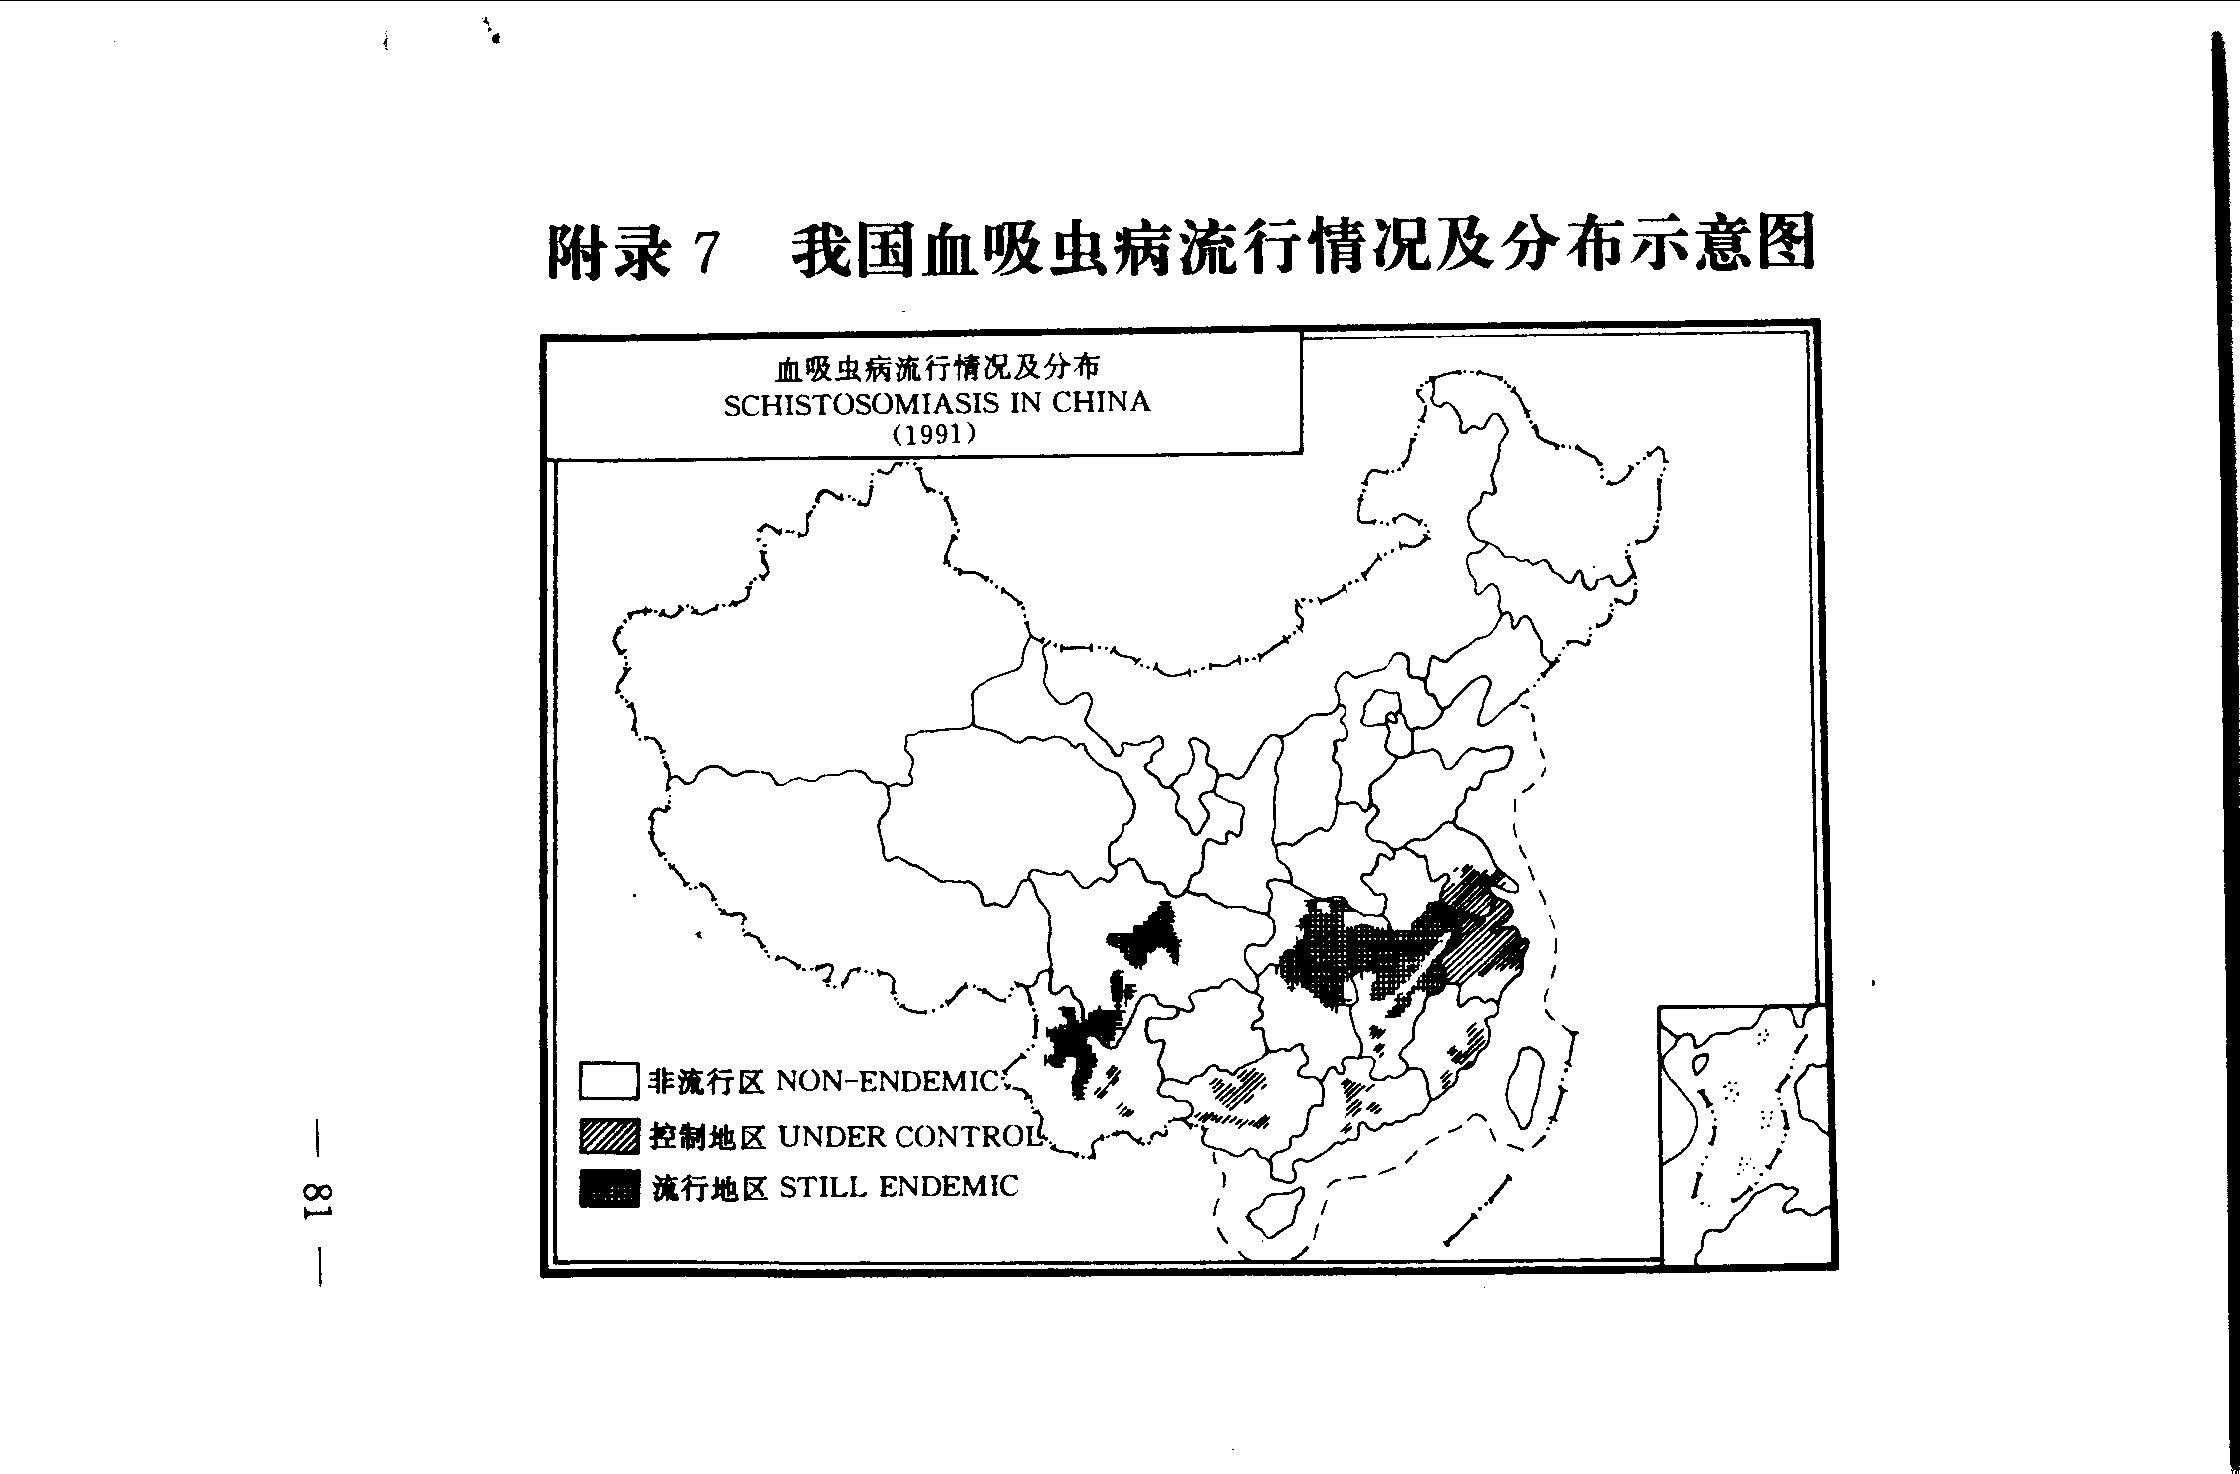 附录7 我国血吸虫病流行情况及分布示意图
血吸虫病流行情况及分布
SCHISTOSOMIASIS IN CHINA
(1991)
非流行区 NON-ENDEMIC
控制地区 UNDER CONTROL
流行地区 STILL ENDEMIC
— 81 —